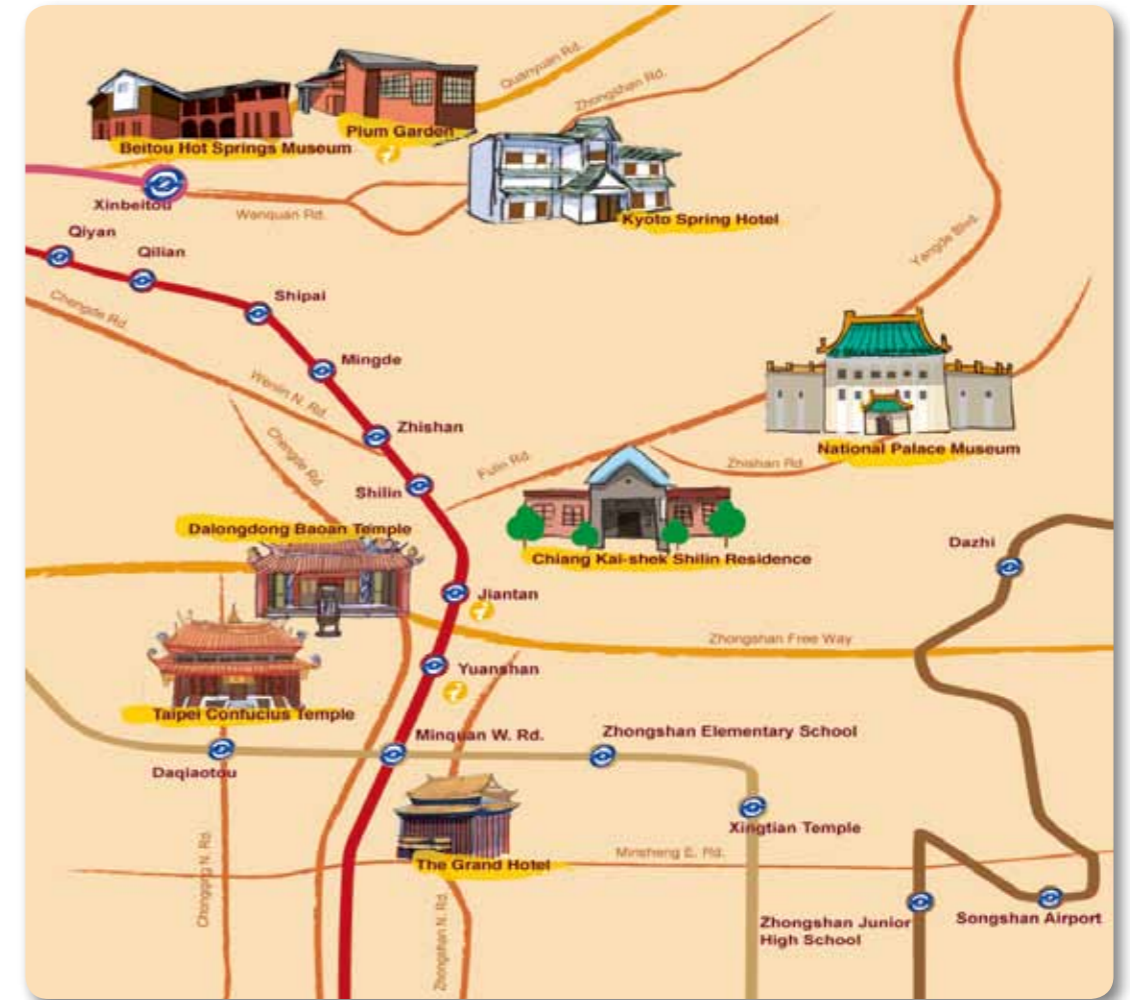 Quanyuan Rd.
Zhongshan Rd.
Plum Garden
Beitou Hot Springs Museum
Xinbeitou
Wenquan Rd.
Kyoto Spring Hotel
Qiyan
Qilian
Yangde Blvd.
Shipai
Chengde Rd.
Mingde
Wenlin N. Rd.
Zhishan
Chengde Rd.
National Palace Museum
Fulin Rd.
Zhishan Rd
Shilin
Dalongdong Baoan Temple
Chiang Kai-shek Shilin Residence
Dazhi
Jiantan
Zhongshan Free Way
Yuanshan
Taipei Confucius Temple
Minquan W. Rd.
Zhongshan Elementary School
Daqiaotou
Xingtian Temple
Minsheng E. Rd.
The Grand Hotel
Chongqing N. Rd.
Zhongshan N. Rd.
Zhongshan Junior
High School
Songshan Airport